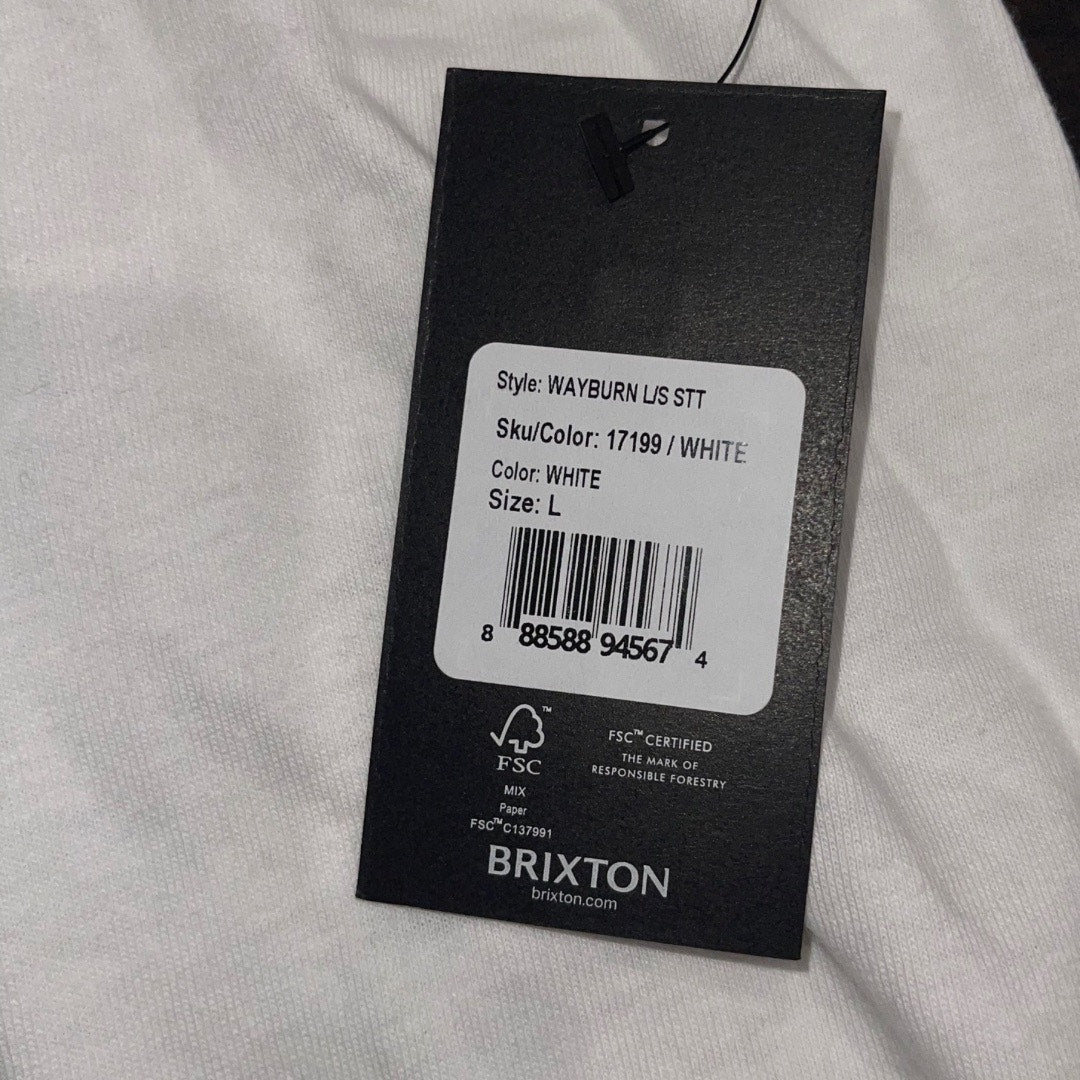 Style: WAYBURN L/S STT
Sku/Color: 17199 / WHITE
Color: WHITE
Size: L
8 88588 94567 4
FSC™
MIX
Paper
FSC™ C137991
FSC™ CERTIFIED
THE MARK OF
RESPONSIBLE FORESTRY
BRIXTON
brixton.com